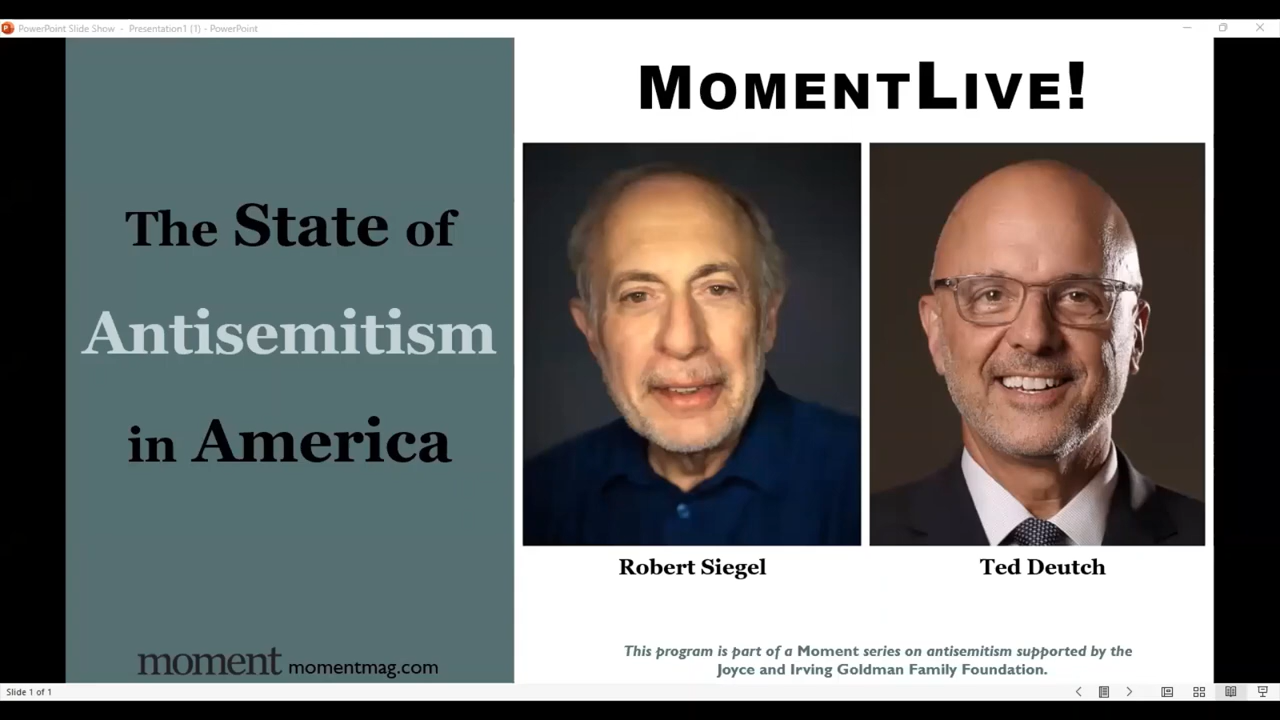 PowerPoint Slide Show - Presentation1 (1) - PowerPoint
MOMENTLIVE!
The State of
Antisemitism
in America
Robert Siegel
Ted Deutch
This program is part of a Moment series on antisemitism supported by the
Joyce and Irving Goldman Family Foundation.
moment momentmag.com
Slide 1 of 1